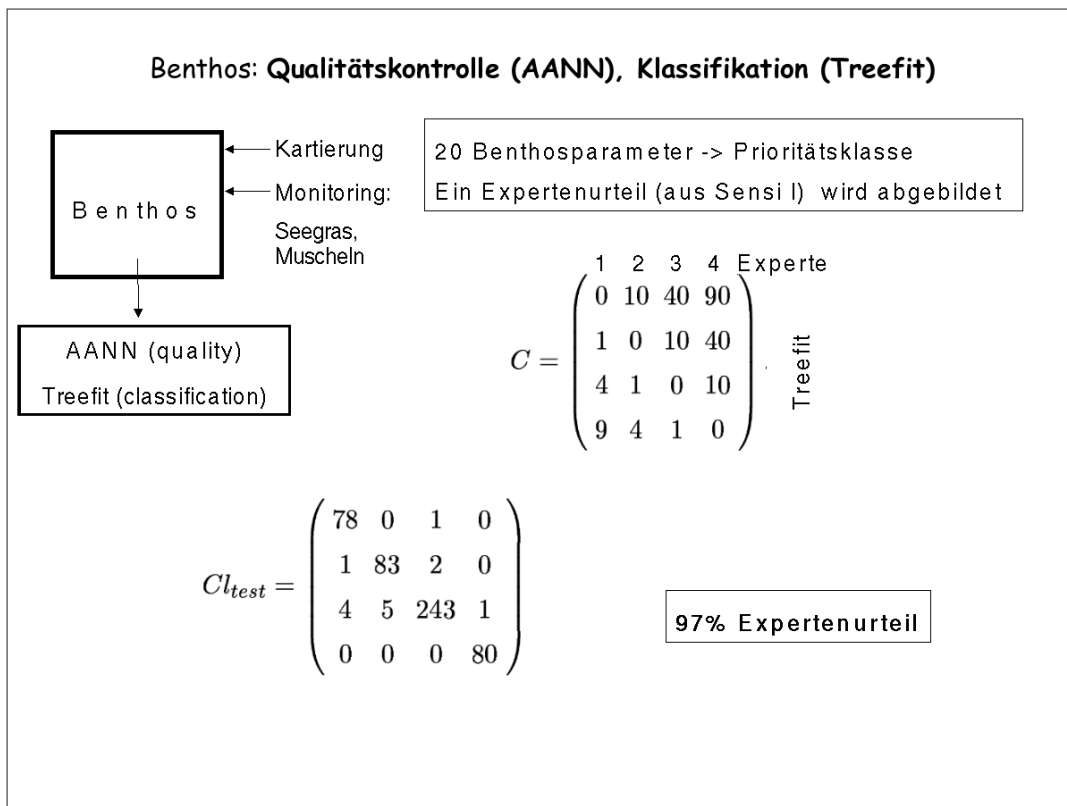 Benthos: Qualitätskontrolle (AANN), Klassifikation (Treefit)
Benthos
Kartierung
Monitoring:
Seegras,
Muscheln
20 Benthosparameter -> Prioritätsklasse
Ein Expertenurteil (aus Sensi I) wird abgebildet
AANN (quality)
Treefit (classification)
1 2 3 4 Experte
0 10 40 90
1 0 10 40
C =
4 1 0 10
9 4 1 0
Treefit
78 0 1 0
1 83 2 0
Cl_test =
4 5 243 1
0 0 0 80
97% Expertenurteil